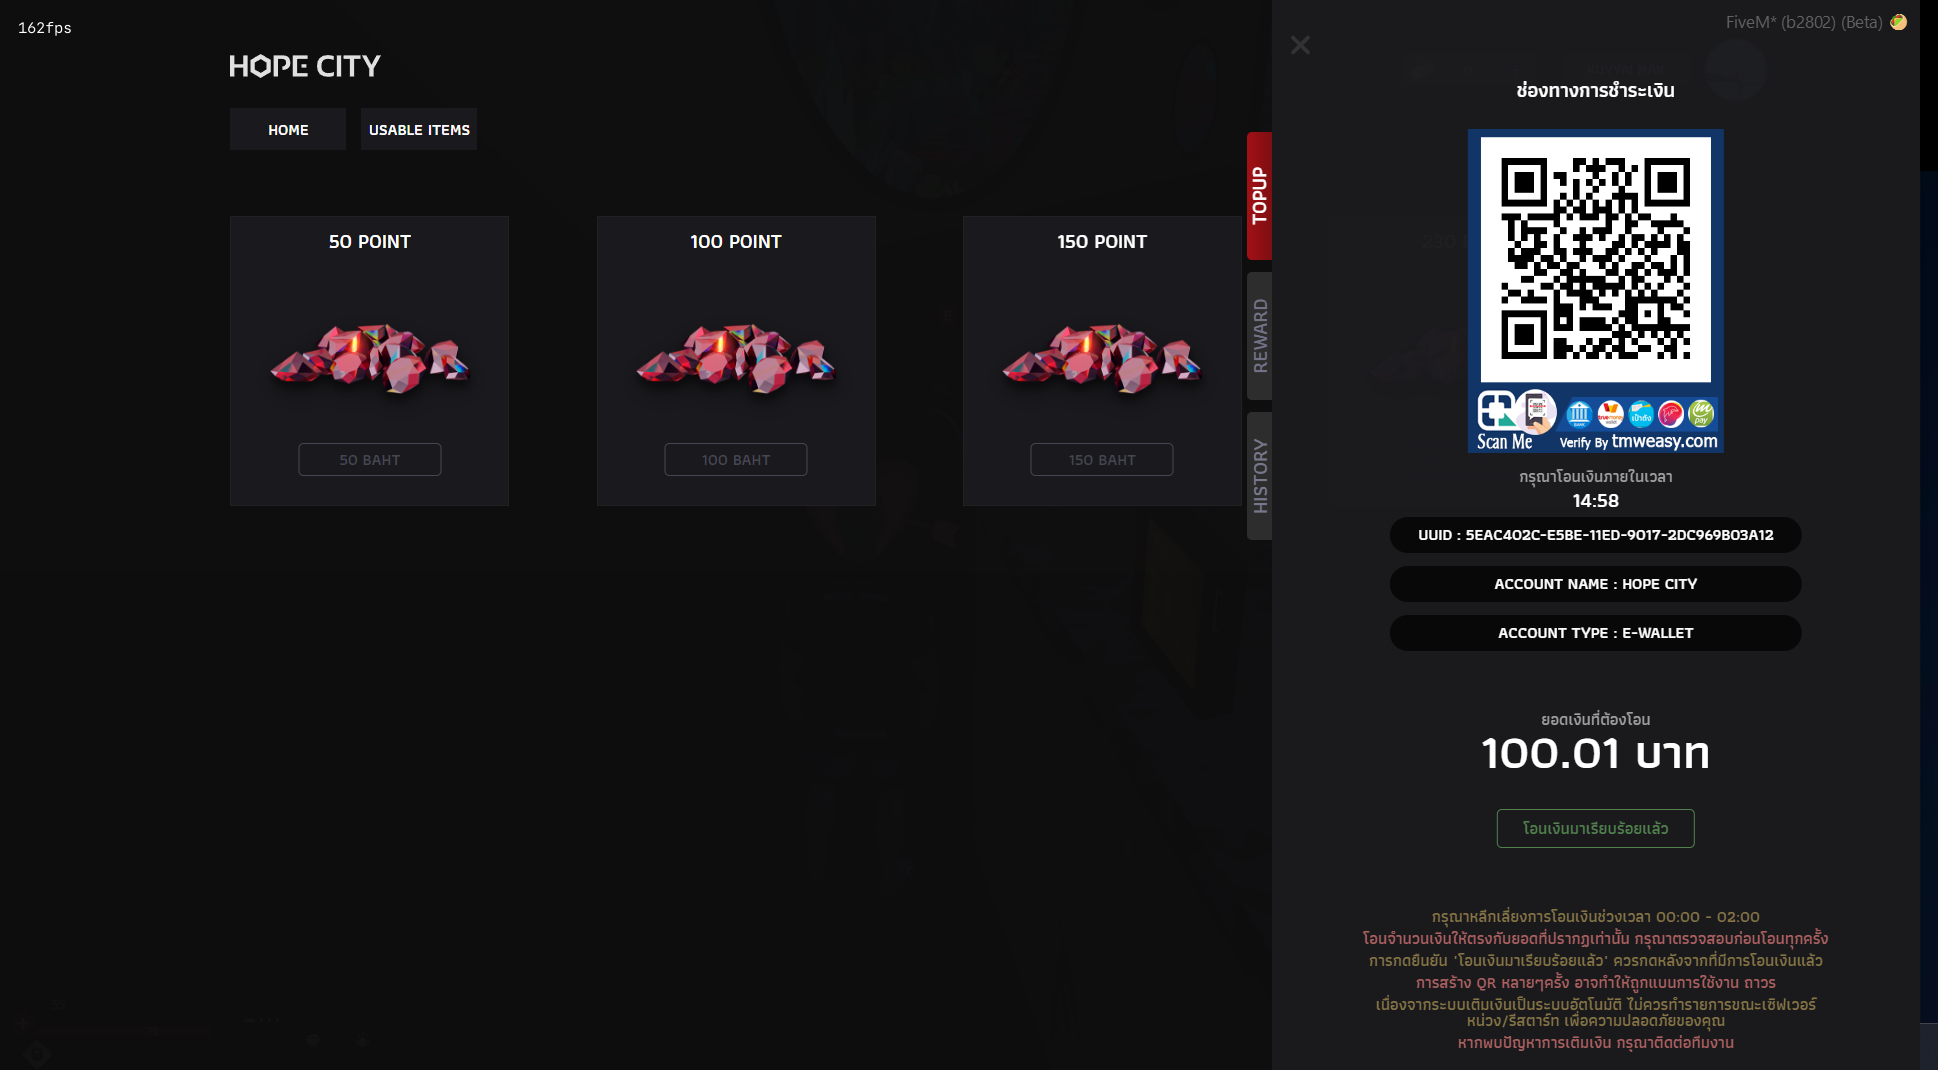 162fps
FiveM* (b2802) (Beta)
HOPE CITY
HOME
USABLE ITEMS
50 POINT
50 BAHT
100 POINT
100 BAHT
150 POINT
150 BAHT
TOPUP
REWARD
HISTORY
ช่องทางการชำระเงิน
Scan Me
Verify By tmweasy.com
กรุณาโอนเงินภายในเวลา
14:58
UUID : 5EAC402C-E5BE-11ED-9017-2DC969B03A12
ACCOUNT NAME : HOPE CITY
ACCOUNT TYPE : E-WALLET
ยอดเงินที่ต้องโอน
100.01 บาท
โอนเงินมาเรียบร้อยแล้ว
กรุณาหลีกเลี่ยงการโอนเงินช่วงเวลา 00:00 - 02:00
โอนจำนวนเงินให้ตรงกับยอดที่ปรากฏเท่านั้น กรุณาตรวจสอบก่อนโอนทุกครั้ง
การกดยืนยัน 'โอนเงินมาเรียบร้อยแล้ว' ควรกดหลังจากที่มีการโอนเงินแล้ว
การสร้าง QR หลายๆครั้ง อาจทำให้ถูกแบนการใช้งาน ถาวร
เนื่องจากระบบเติมเงินเป็นระบบอัตโนมัติ ไม่ควรทำรายการขณะเซิฟเวอร์
หน่วง/รีสตาร์ท เพื่อความปลอดภัยของคุณ
หากพบปัญหาการเติมเงิน กรุณาติดต่อทีมงาน